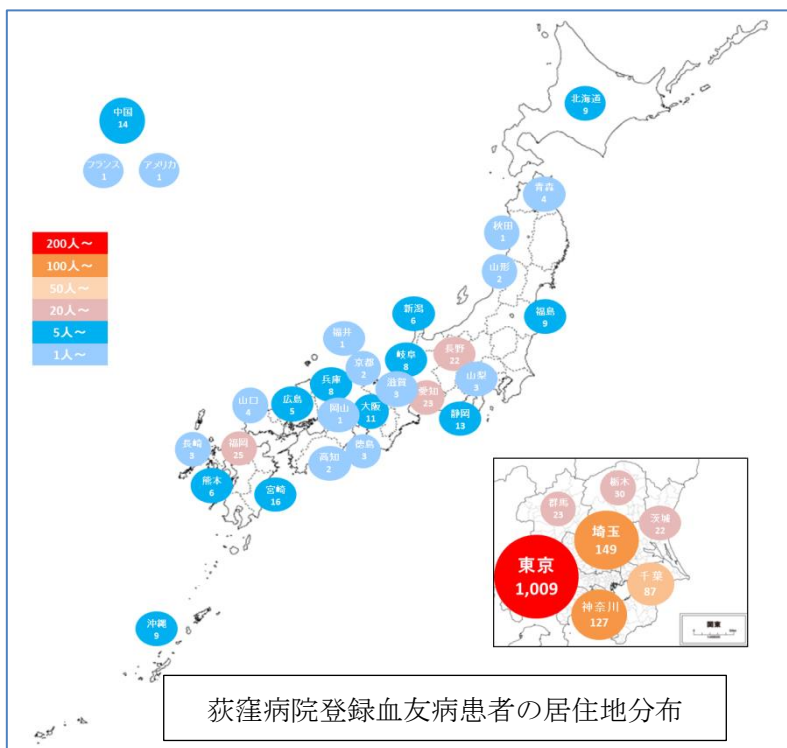 北海道
9
中国
14
フランス
1
アメリカ
1
青森
4
秋田
1
200人～
100人～
50人～
20人～
5人～
1人～
山形
2
新潟
6
福島
9
福井
1
岐阜
8
長野
22
京都
2
山梨
3
兵庫
8
滋賀
3
愛知
23
山口
4
広島
5
岡山
1
大阪
11
静岡
13
長崎
3
福岡
25
徳島
3
高知
2
熊本
6
宮崎
16
栃木
30
群馬
23
茨城
22
埼玉
149
東京
1,009
千葉
87
神奈川
127
関東
沖縄
9
荻窪病院登録血友病患者の居住地分布